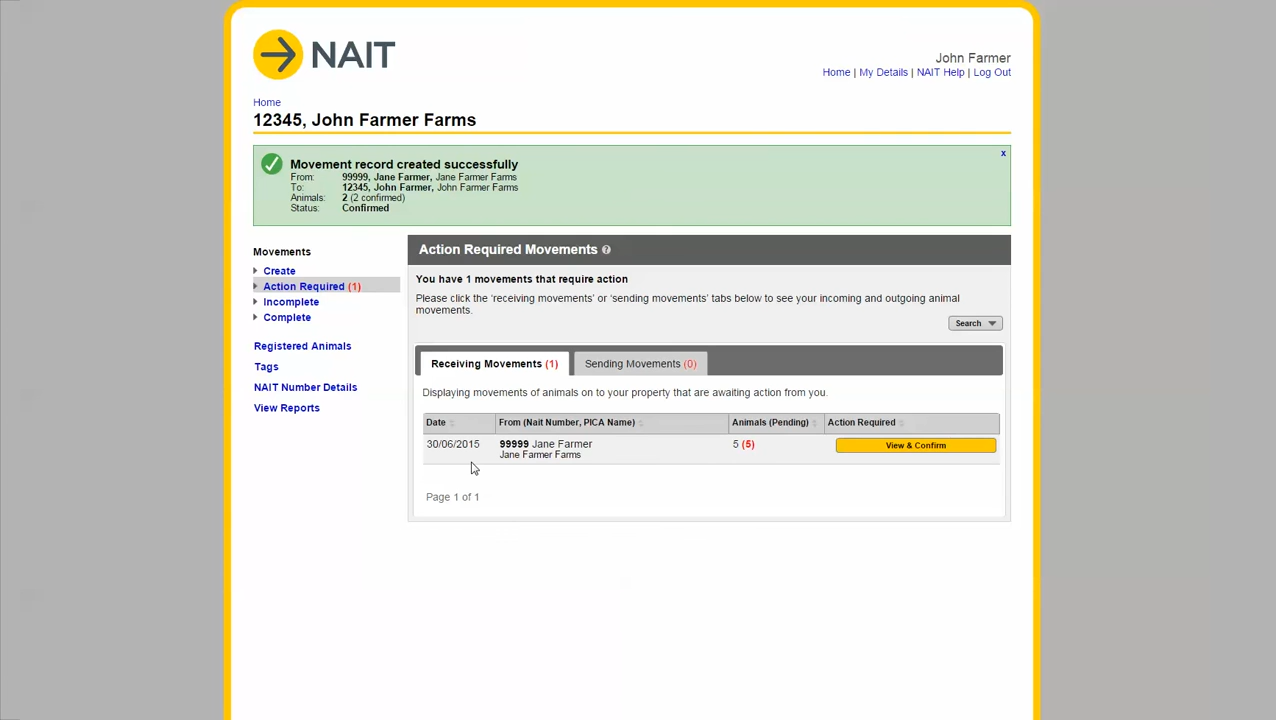 NAIT
John Farmer
Home | My Details | NAIT Help | Log Out
Home
12345, John Farmer Farms
Movement record created successfully
x
From: 99999, Jane Farmer, Jane Farmer Farms
To: 12345, John Farmer, John Farmer Farms
Animals: 2 (2 confirmed)
Status: Confirmed
Movements
Create
Action Required (1)
Incomplete
Complete
Registered Animals
Tags
NAIT Number Details
View Reports
Action Required Movements ?
You have 1 movements that require action
Please click the 'receiving movements' or 'sending movements' tabs below to see your incoming and outgoing animal
movements.
Search
Receiving Movements (1) Sending Movements (0)
Displaying movements of animals on to your property that are awaiting action from you.
Date From (Nait Number, PICA Name) Animals (Pending) Action Required
30/06/2015 99999 Jane Farmer 5 (5) View & Confirm
Jane Farmer Farms
Page 1 of 1